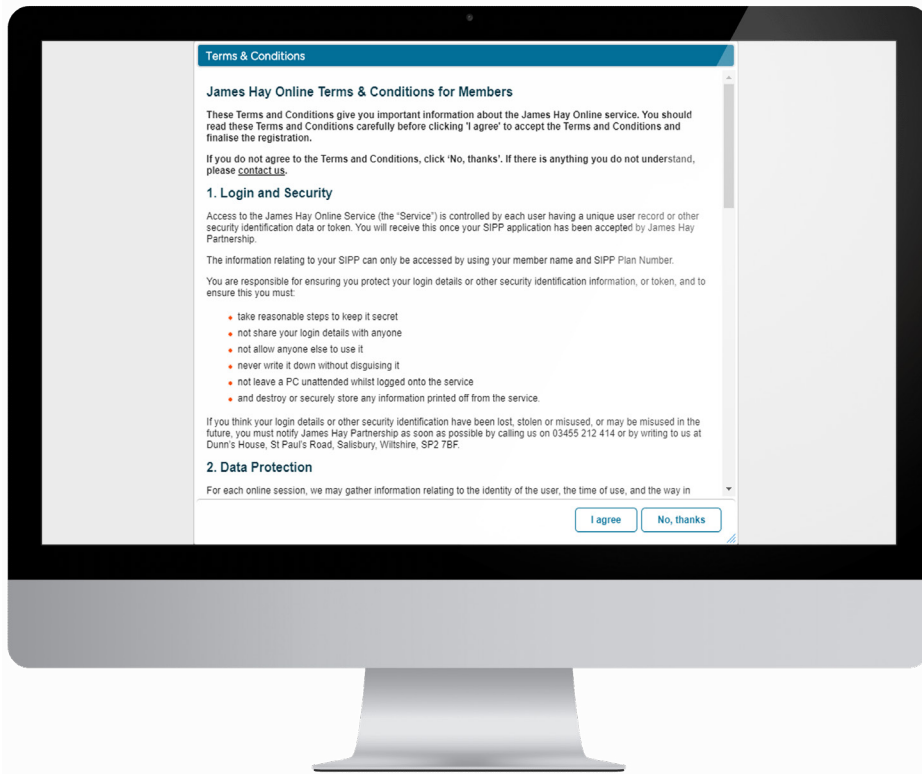 Terms & Conditions
James Hay Online Terms & Conditions for Members
These Terms and Conditions give you important information about the James Hay Online service. You should
read these Terms and Conditions carefully before clicking 'I agree' to accept the Terms and Conditions and
finalise the registration.
If you do not agree to the Terms and Conditions, click ‘No, thanks’. If there is anything you do not understand,
please contact us.
1. Login and Security
Access to the James Hay Online Service (the “Service”) is controlled by each user having a unique user record or other
security identification data or token. You will receive this once your SIPP application has been accepted by James Hay
Partnership.
The information relating to your SIPP can only be accessed by using your member name and SIPP Plan Number.
You are responsible for ensuring you protect your login details or other security identification information, or token, and to
ensure this you must:
take reasonable steps to keep it secret
not share your login details with anyone
not allow anyone else to use it
never write it down without disguising it
not leave a PC unattended whilst logged onto the service
and destroy or securely store any information printed off from the service.
If you think your login details or other security identification have been lost, stolen or misused, or may be misused in the
future, you must notify James Hay Partnership as soon as possible by calling us on 03455 212 414 or by writing to us at
Dunn's House, St Paul's Road, Salisbury, Wiltshire, SP2 7BF.
2. Data Protection
For each online session, we may gather information relating to the identity of the user, the time of use, and the way in
I agree
No, thanks